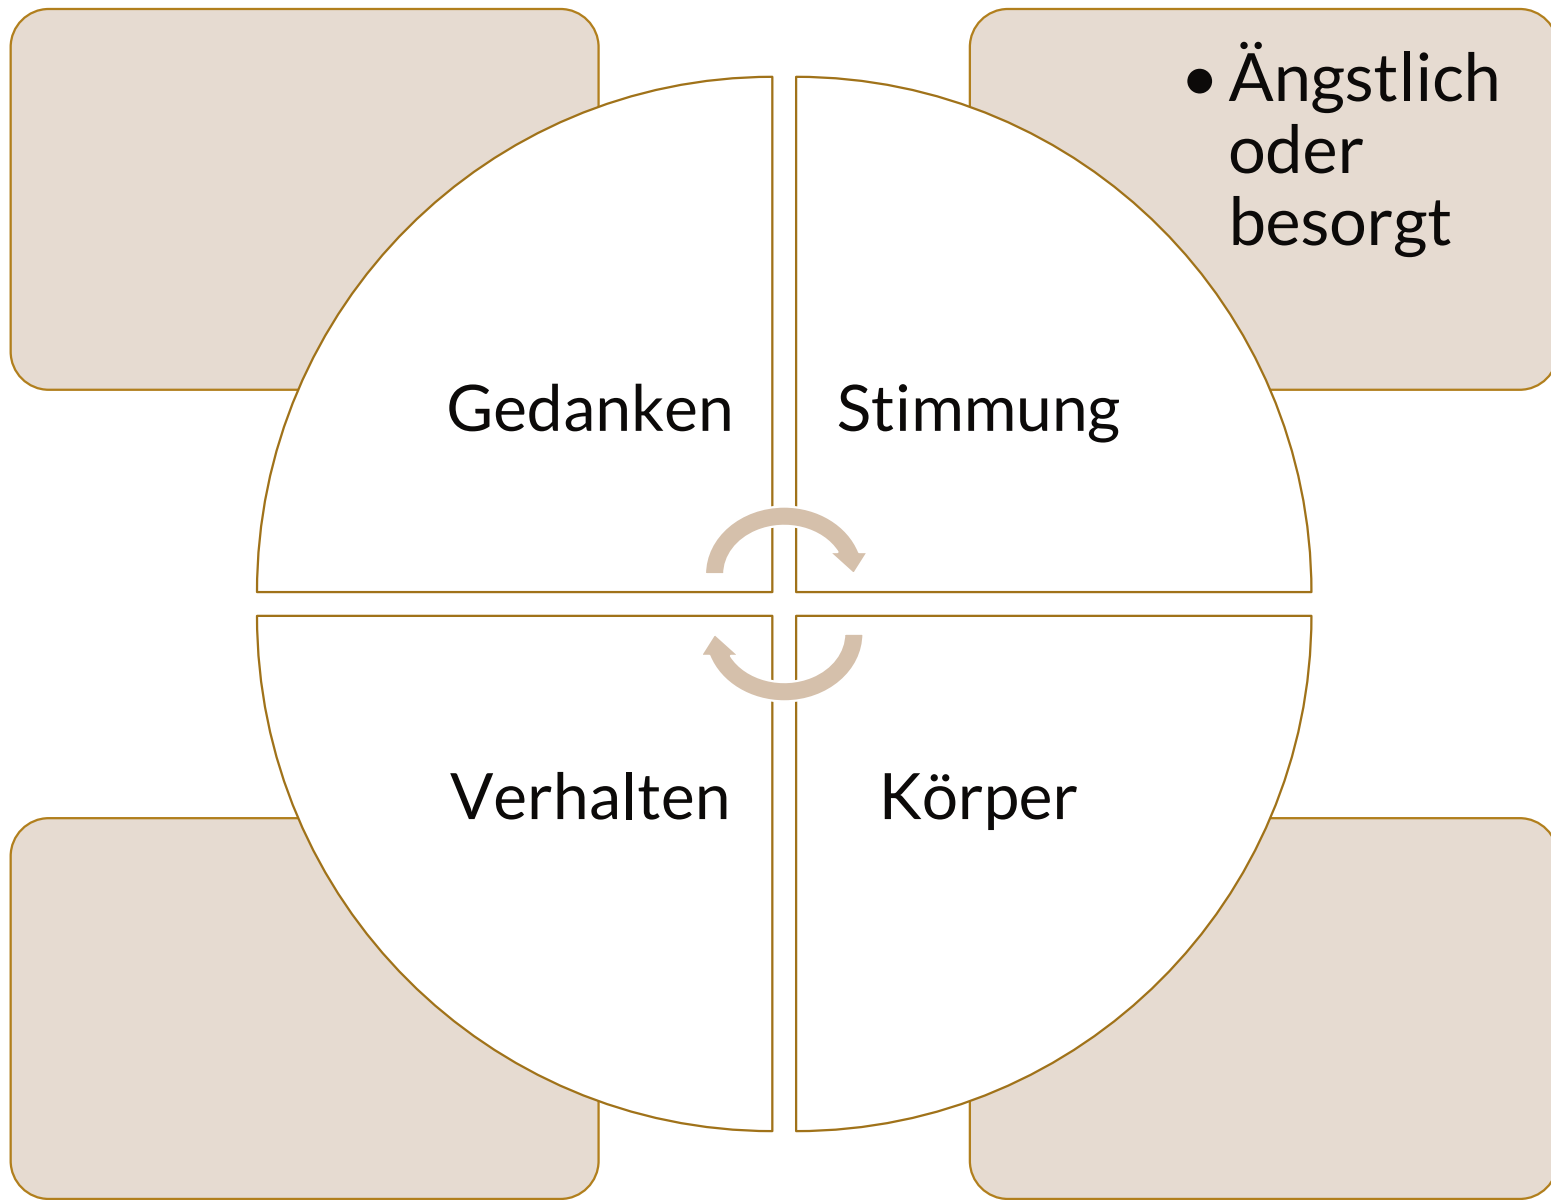 • Ängstlich
oder
besorgt
Gedanken
Stimmung
Verhalten
Körper